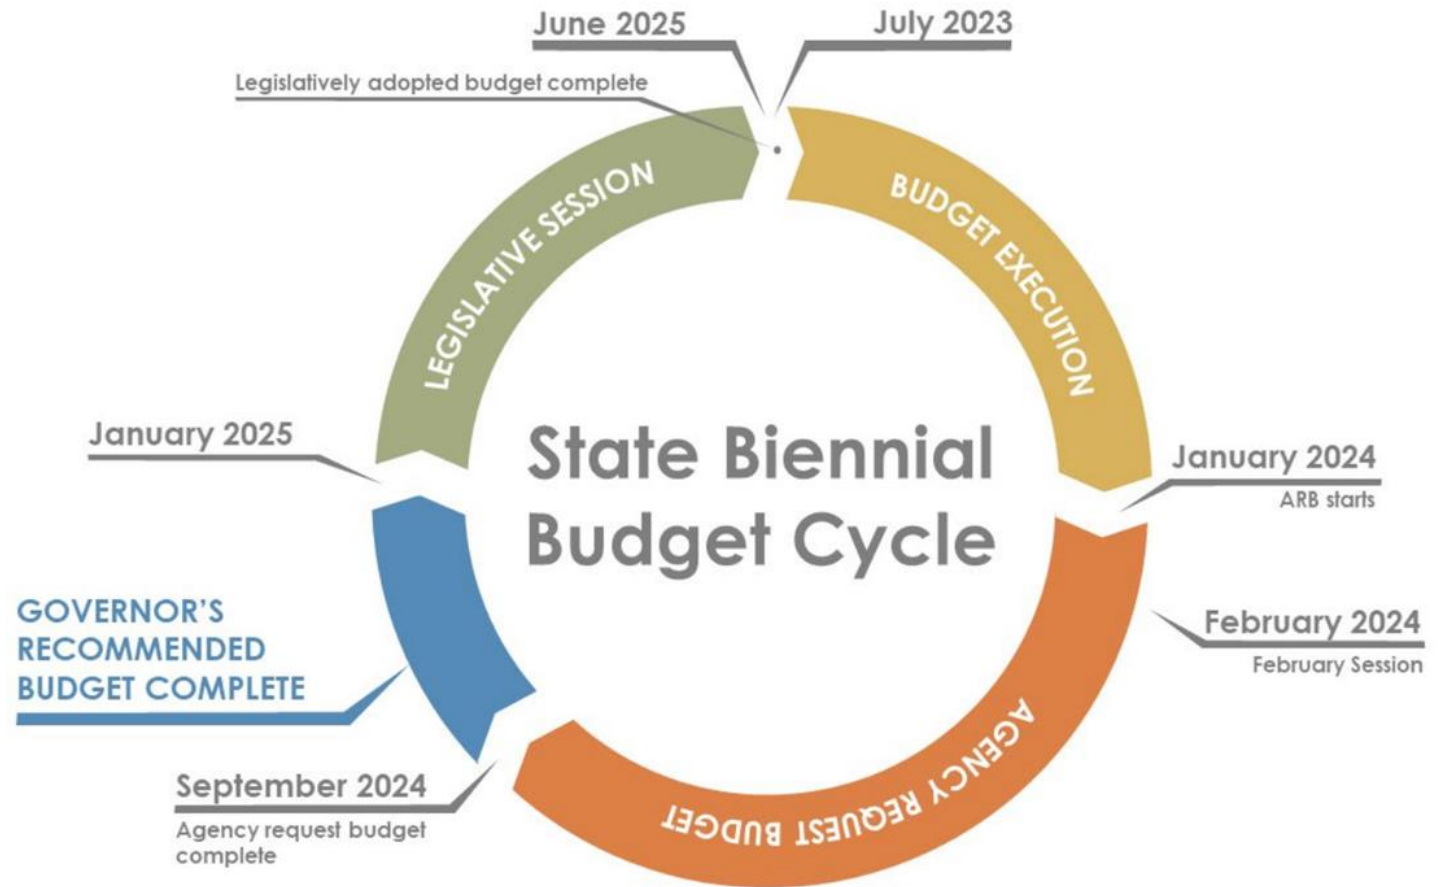 June 2025
July 2023
Legislatively adopted budget complete
LEGISLATIVE SESSION
BUDGET EXECUTION
State Biennial
Budget Cycle
January 2025
January 2024
ARB starts
GOVERNOR'S
RECOMMENDED
BUDGET COMPLETE
February 2024
February Session
AGENCY REQUEST BUDGET
September 2024
Agency request budget
complete